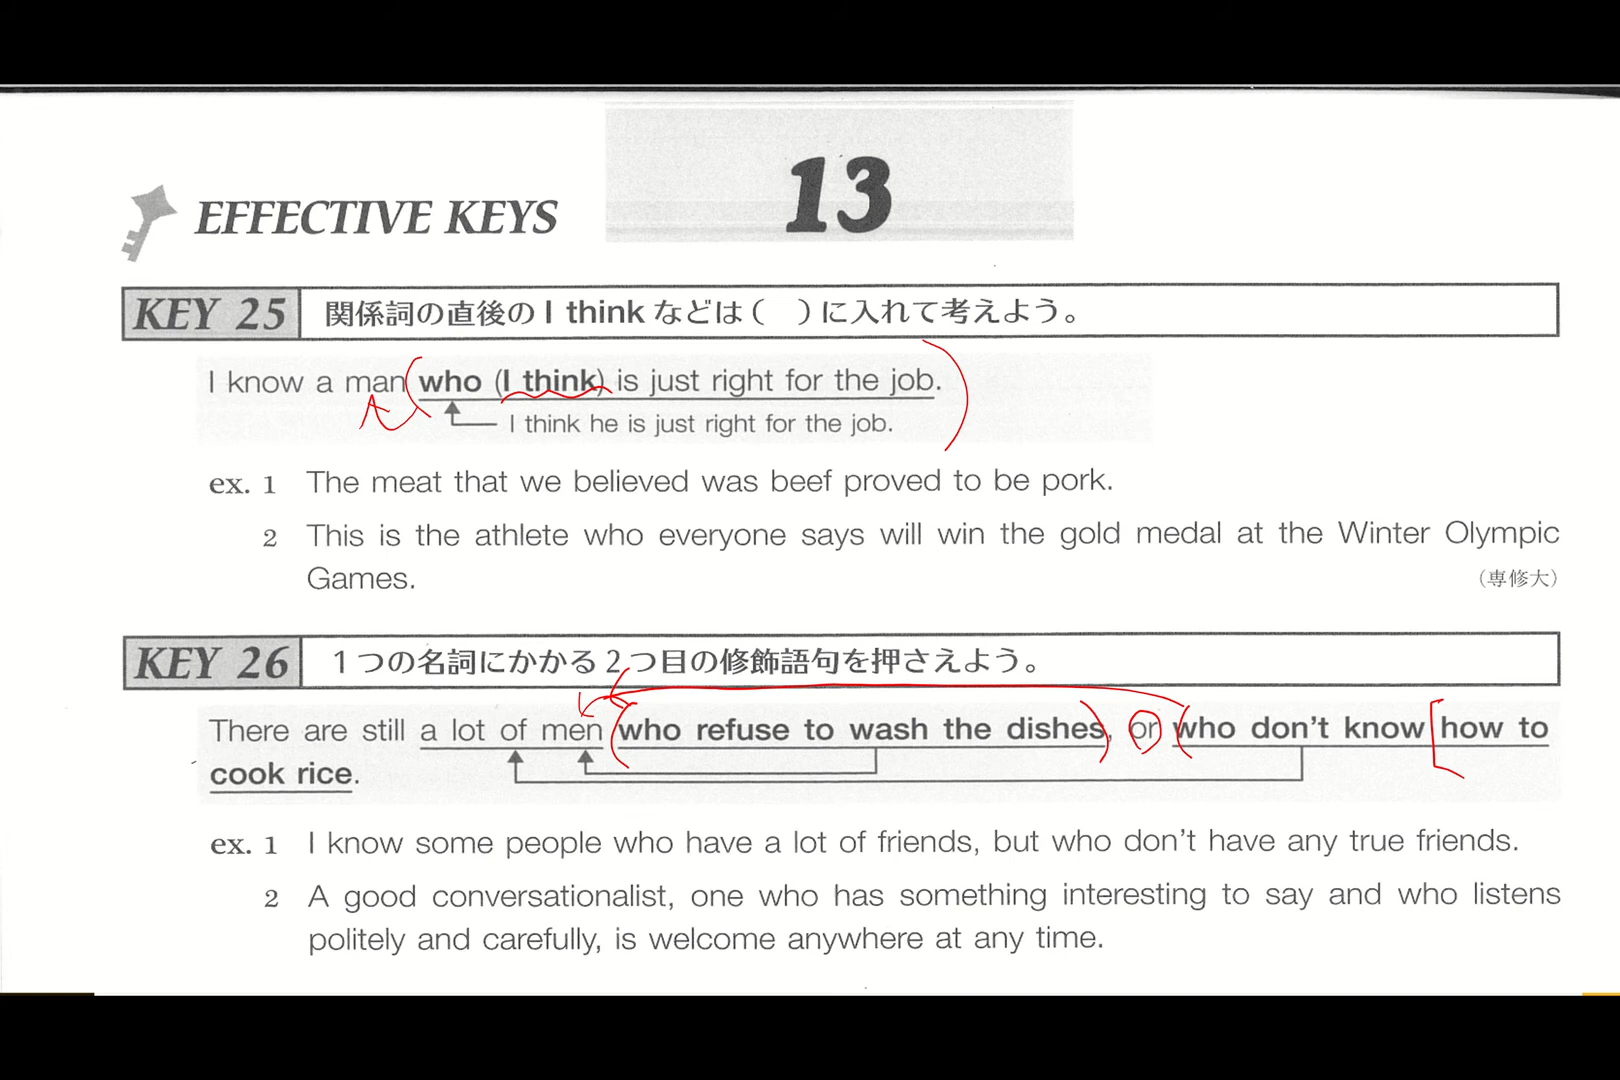 13
EFFECTIVE KEYS
KEY 25 関係詞の直後の I think などは（　）に入れて考えよう。
I know a man who (I think) is just right for the job.
I think he is just right for the job.
ex. 1 The meat that we believed was beef proved to be pork.
2 This is the athlete who everyone says will win the gold medal at the Winter Olympic
Games.（専修大）
KEY 26 1つの名詞にかかる2つ目の修飾語句を押さえよう。
There are still a lot of men who refuse to wash the dishes, or who don't know how to
cook rice.
ex. 1 I know some people who have a lot of friends, but who don't have any true friends.
2 A good conversationalist, one who has something interesting to say and who listens
politely and carefully, is welcome anywhere at any time.